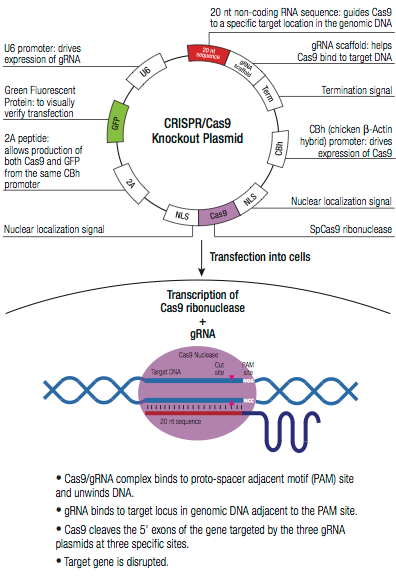 20 nt non-coding RNA sequence: guides Cas9
to a specific target location in the genomic DNA
U6 promoter: drives
expression of gRNA
gRNA scaffold: helps
Cas9 bind to target DNA
20 nt
sequence
gRNA
scaffold
U6
Term
Termination signal
Green Fluorescent
Protein: to visually
verify transfection
GFP
CRISPR/Cas9
Knockout Plasmid
CBh (chicken β-Actin
hybrid) promoter: drives
expression of Cas9
CBh
2A peptide:
allows production of
both Cas9 and GFP
from the same CBh
promoter
2A
NLS
Cas9
NLS
Nuclear localization signal
Nuclear localization signal
SpCas9 ribonuclease
Transfection into cells
Transcription of
Cas9 ribonuclease
+
gRNA
Cas9 Nuclease
Target DNA
Cut
site
PAM
site
NGG
NCC
20 nt sequence
• Cas9/gRNA complex binds to proto-spacer adjacent motif (PAM) site
and unwinds DNA.
• gRNA binds to target locus in genomic DNA adjacent to the PAM site.
• Cas9 cleaves the 5' exons of the gene targeted by the three gRNA
plasmids at three specific sites.
• Target gene is disrupted.